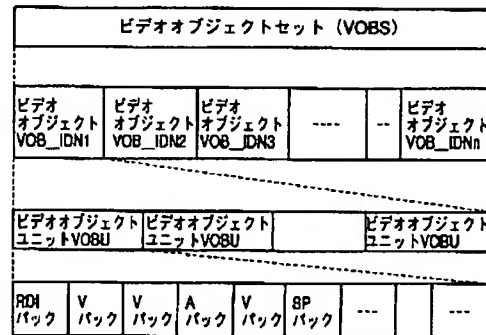 ビデオオブジェクトセット (VOBS)
ビデオ オブジェクト VOB_IDN1
ビデオ オブジェクト VOB_IDN2
ビデオ オブジェクト VOB_IDN3
----
--
ビデオ オブジェクト VOB_IDNn
ビデオオブジェクト ユニットVOBU
ビデオオブジェクト ユニットVOBU
ビデオオブジェクト ユニットVOBU
RDI パック
V パック
V パック
A パック
V パック
SP パック
---
---